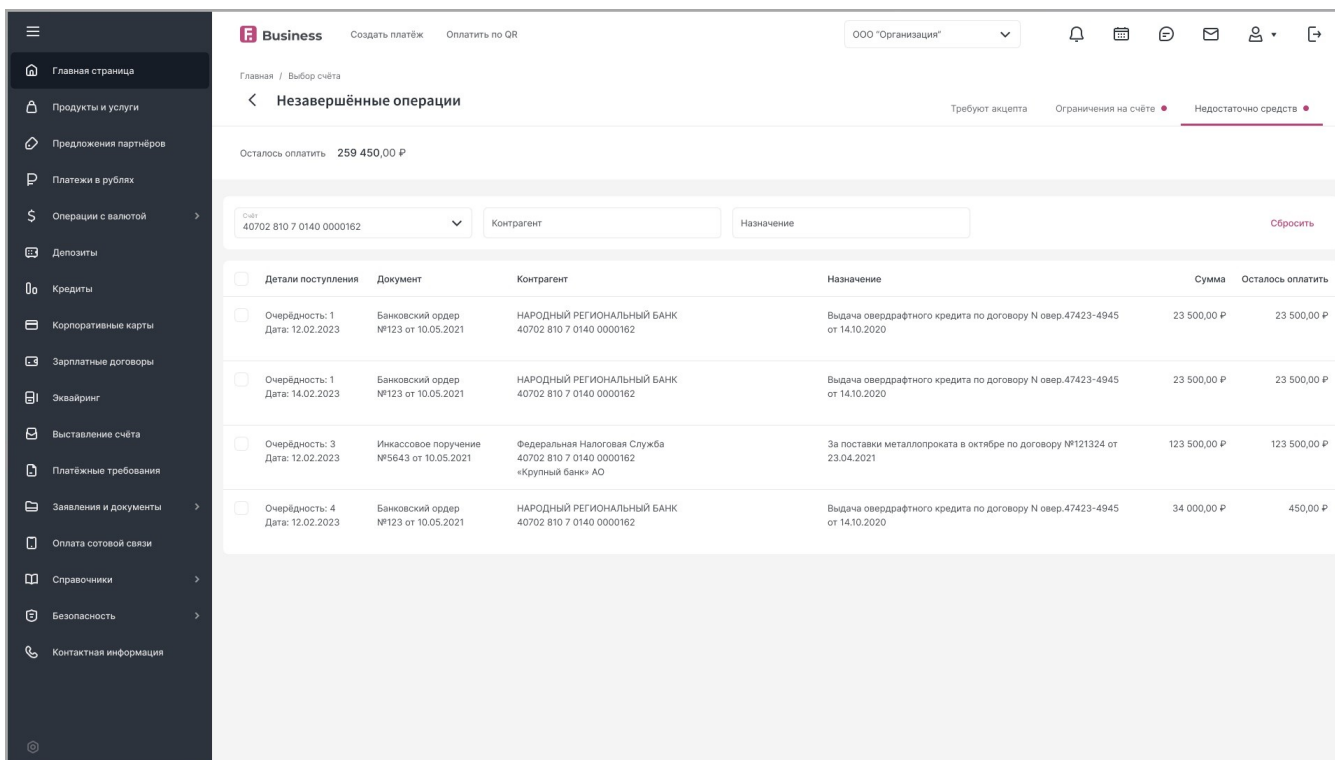 Business
Создать платёж
Оплатить по QR
ООО "Организация"
Главная страница
Продукты и услуги
Предложения партнёров
Платежи в рублях
Операции с валютой
Депозиты
Кредиты
Корпоративные карты
Зарплатные договоры
Эквайринг
Выставление счёта
Платёжные требования
Заявления и документы
Оплата сотовой связи
Справочники
Безопасность
Контактная информация
Главная / Выбор счёта
Незавершённые операции
Требуют акцепта
Ограничения на счёте
Недостаточно средств
Осталось оплатить 259 450,00 ₽
Счёт
40702 810 7 0140 0000162
Контрагент
Назначение
Сбросить
Детали поступления Документ Контрагент Назначение Сумма Осталось оплатить
Очерёдность: 1 Банковский ордер НАРОДНЫЙ РЕГИОНАЛЬНЫЙ БАНК Выдача овердрафтного кредита по договору N овер.47423-4945 23 500,00 ₽ 23 500,00 ₽
Дата: 12.02.2023 №123 от 10.05.2021 40702 810 7 0140 0000162 от 14.10.2020
Очерёдность: 1 Банковский ордер НАРОДНЫЙ РЕГИОНАЛЬНЫЙ БАНК Выдача овердрафтного кредита по договору N овер.47423-4945 23 500,00 ₽ 23 500,00 ₽
Дата: 14.02.2023 №123 от 10.05.2021 40702 810 7 0140 0000162 от 14.10.2020
Очерёдность: 3 Инкассовое поручение Федеральная Налоговая Служба За поставки металлопроката в октябре по договору №121324 от 123 500,00 ₽ 123 500,00 ₽
Дата: 12.02.2023 №5643 от 10.05.2021 40702 810 7 0140 0000162 23.04.2021
«Крупный банк» АО
Очерёдность: 4 Банковский ордер НАРОДНЫЙ РЕГИОНАЛЬНЫЙ БАНК Выдача овердрафтного кредита по договору N овер.47423-4945 34 000,00 ₽ 450,00 ₽
Дата: 12.02.2023 №123 от 10.05.2021 40702 810 7 0140 0000162 от 14.10.2020